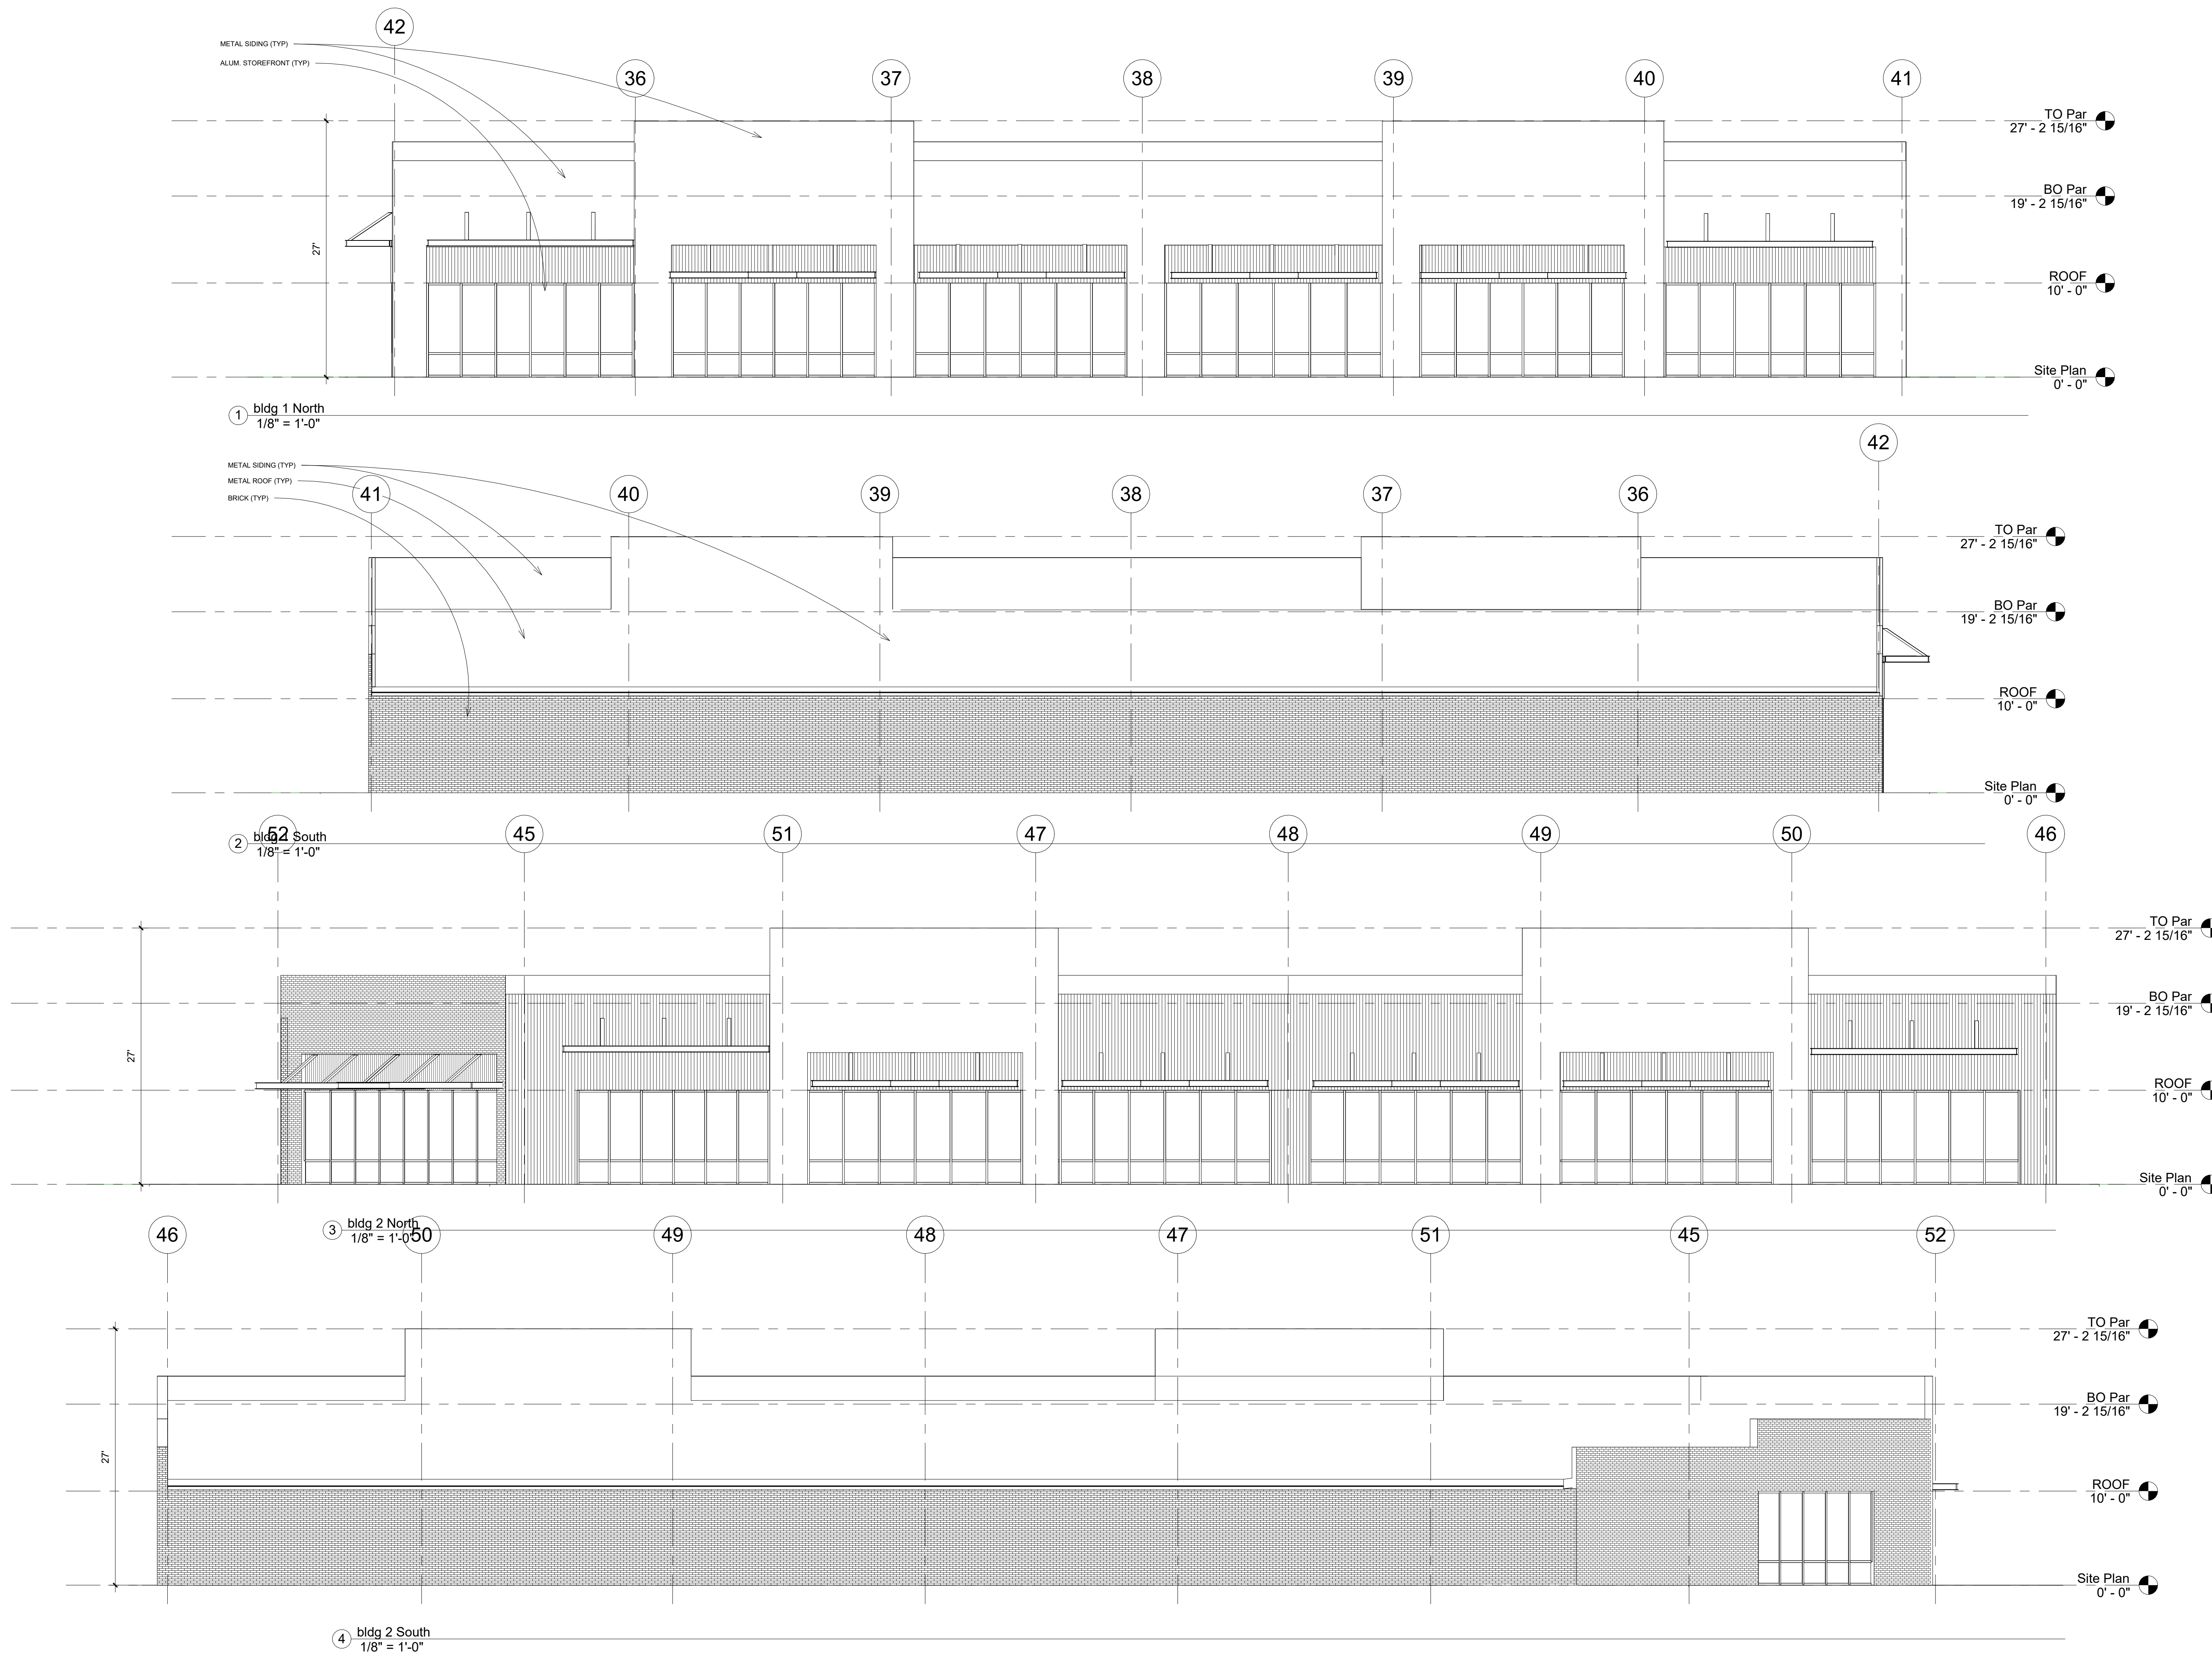 42
METAL SIDING (TYP)
ALUM. STOREFRONT (TYP)
36
37
38
39
40
41
TO Par
27' - 2 15/16"
BO Par
19' - 2 15/16"
ROOF
10' - 0"
Site Plan
0' - 0"
27'
1
bldg 1 North
1/8" = 1'-0"
42
METAL SIDING (TYP)
METAL ROOF (TYP)
BRICK (TYP)
41
40
39
38
37
36
TO Par
27' - 2 15/16"
BO Par
19' - 2 15/16"
ROOF
10' - 0"
Site Plan
0' - 0"
2
bldg 1 South
1/8" = 1'-0"
52
45
51
47
48
49
50
46
TO Par
27' - 2 15/16"
BO Par
19' - 2 15/16"
ROOF
10' - 0"
Site Plan
0' - 0"
27'
3
bldg 2 North
1/8" = 1'-0"
46
50
49
48
47
51
45
52
TO Par
27' - 2 15/16"
BO Par
19' - 2 15/16"
ROOF
10' - 0"
Site Plan
0' - 0"
27'
4
bldg 2 South
1/8" = 1'-0"